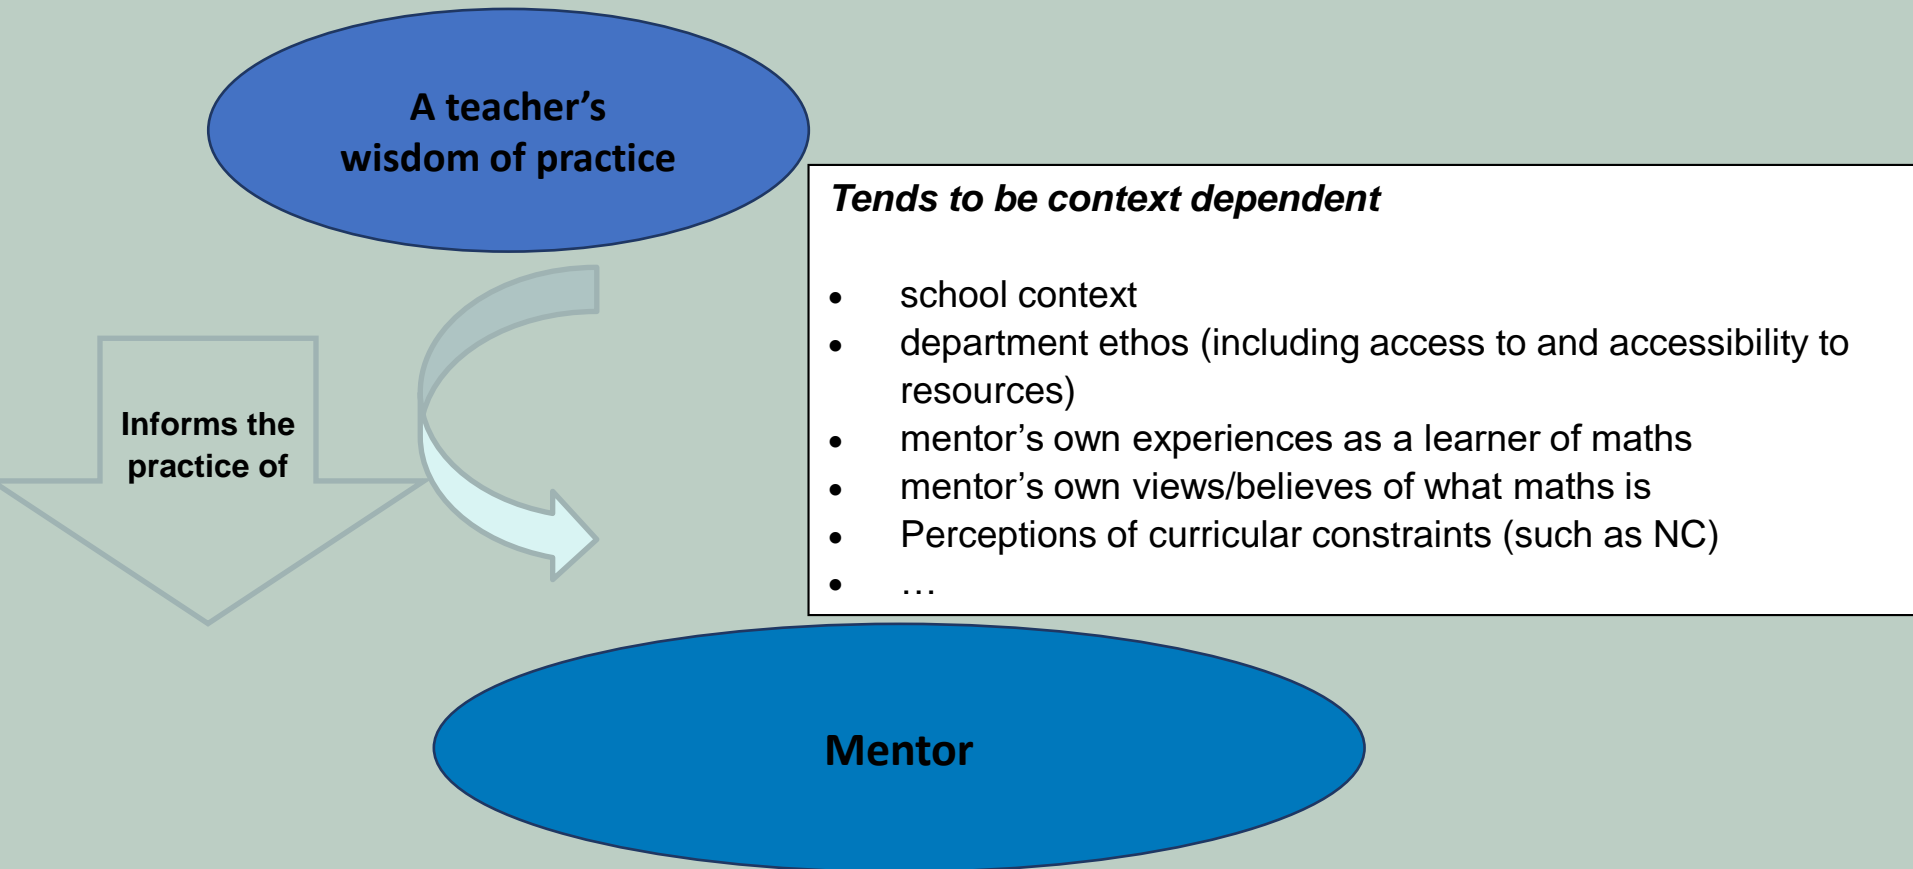 A teacher’s
wisdom of practice
Tends to be context dependent
• school context
• department ethos (including access to and accessibility to
resources)
• mentor’s own experiences as a learner of maths
• mentor’s own views/believes of what maths is
• Perceptions of curricular constraints (such as NC)
• …
Informs the
practice of
Mentor